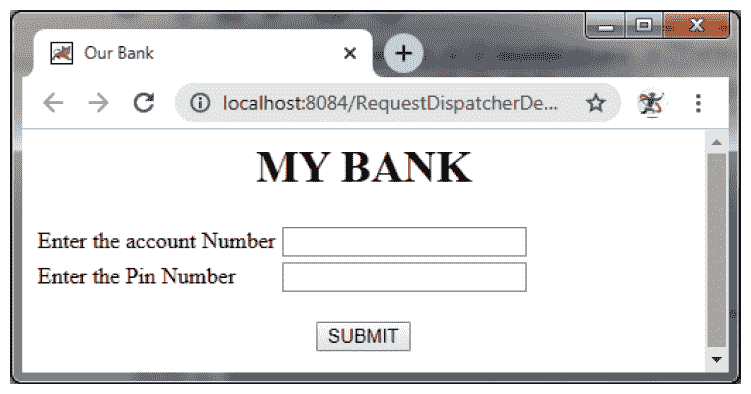 Our Bank
localhost:8084/RequestDispatcherDe...
MY BANK
Enter the account Number
Enter the Pin Number
SUBMIT